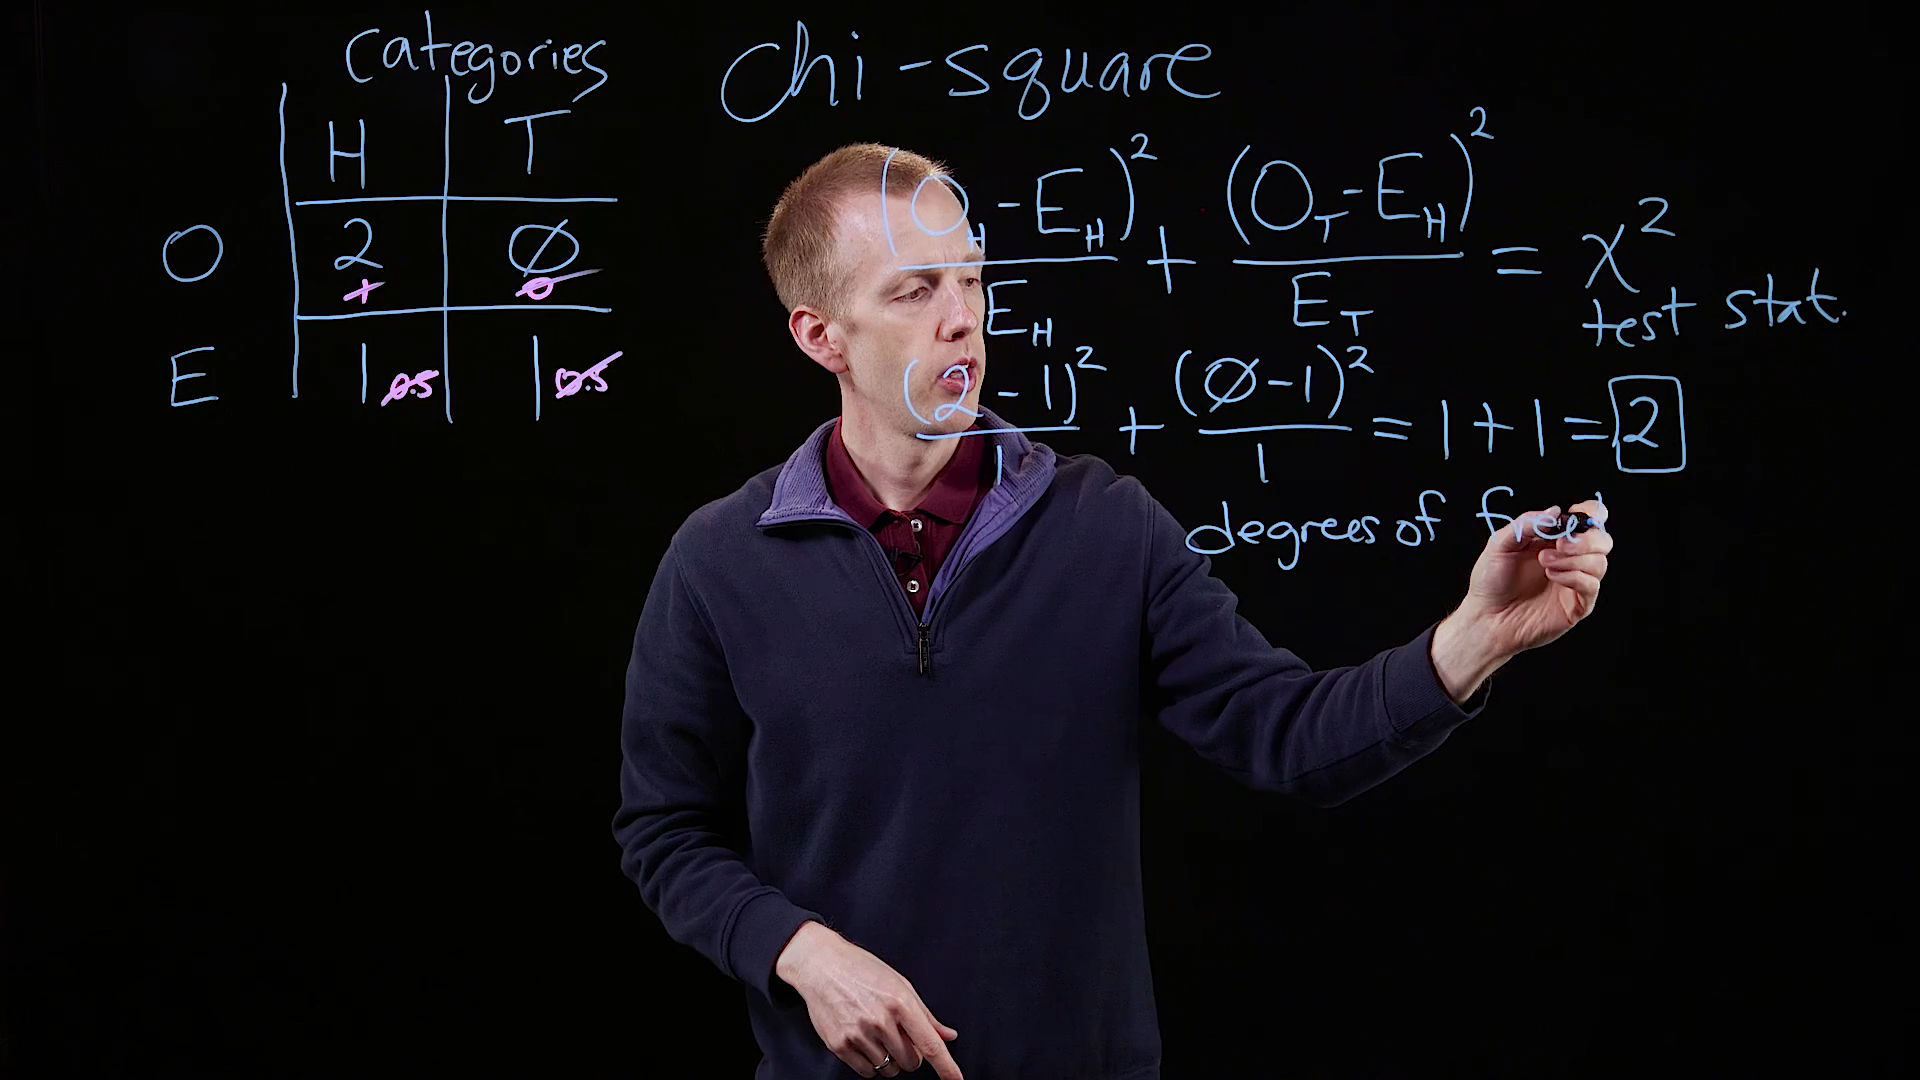 categories
chi-square
H T
O 2 Ø
+ 0
E 1 0.5 1 0.5
(O_H - E_H)² / E_H + (O_T - E_H)² / E_T = χ²
test stat.
(2 - 1)² / 1 + (Ø - 1)² / 1 = 1 + 1 = 2
degrees of